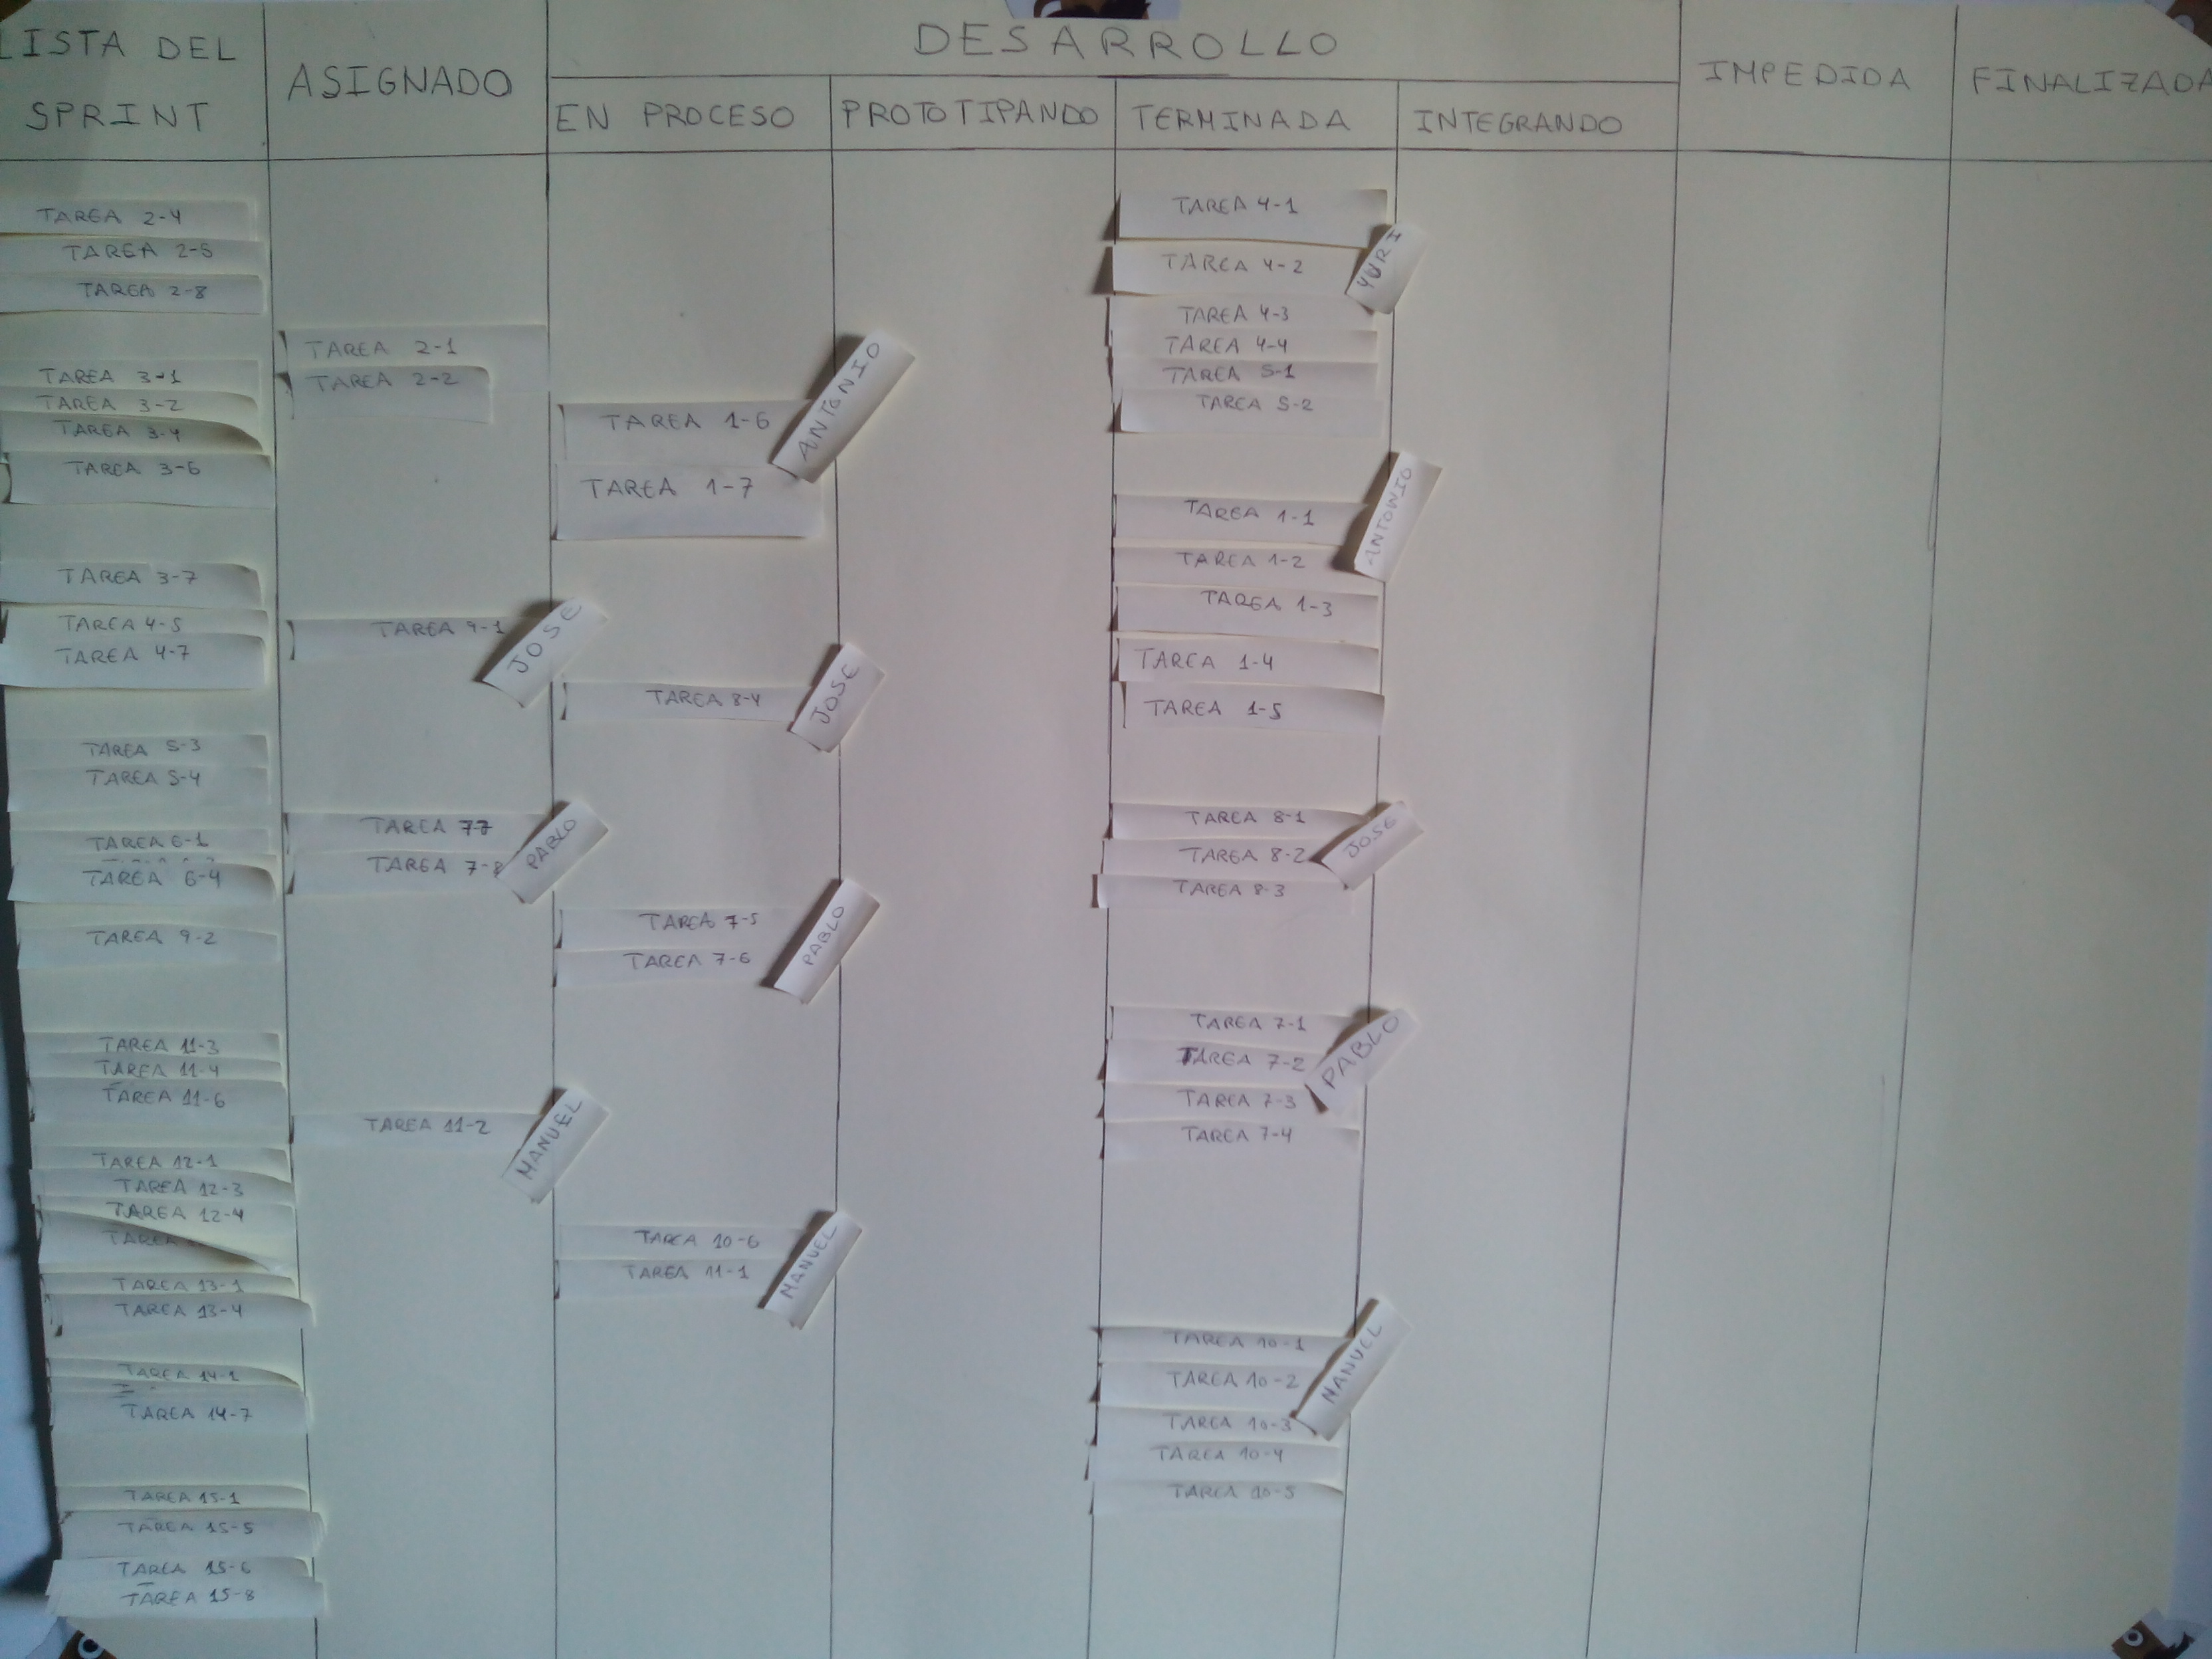 LISTA DEL
SPRINT
ASIGNADO
DESARROLLO
EN PROCESO
PROTOTIPANDO
TERMINADA
INTEGRANDO
IMPEDIDA
FINALIZADA
TAREA 2-4
TAREA 2-5
TAREA 2-8
TAREA 3-1
TAREA 3-2
TAREA 3-4
TAREA 3-6
TAREA 3-7
TAREA 4-5
TAREA 4-7
TAREA 5-3
TAREA 5-4
TAREA 6-1
TAREA 6-4
TAREA 9-2
TAREA 11-3
TAREA 11-4
TAREA 11-6
TAREA 12-1
TAREA 12-3
TAREA 12-4
TAREA
TAREA 13-1
TAREA 13-4
TAREA 14-1
TAREA 14-7
TAREA 15-1
TAREA 15-5
TAREA 15-6
TAREA 15-8
TAREA 2-1
TAREA 2-2
TAREA 9-1
JOSE
TAREA 7-7
TAREA 7-8
PABLO
TAREA 11-2
MANUEL
TAREA 1-6
ANTONIO
TAREA 1-7
TAREA 8-4
JOSE
TAREA 7-5
TAREA 7-6
PABLO
TAREA 10-6
TAREA 11-1
MANUEL
TAREA 4-1
TAREA 4-2
YURI
TAREA 4-3
TAREA 4-4
TAREA 5-1
TAREA 5-2
TAREA 1-1
ANTONIO
TAREA 1-2
TAREA 1-3
TAREA 1-4
TAREA 1-5
TAREA 8-1
TAREA 8-2
JOSE
TAREA 8-3
TAREA 7-1
TAREA 7-2
PABLO
TAREA 7-3
TAREA 7-4
TAREA 10-1
TAREA 10-2
MANUEL
TAREA 10-3
TAREA 10-4
TAREA 10-5